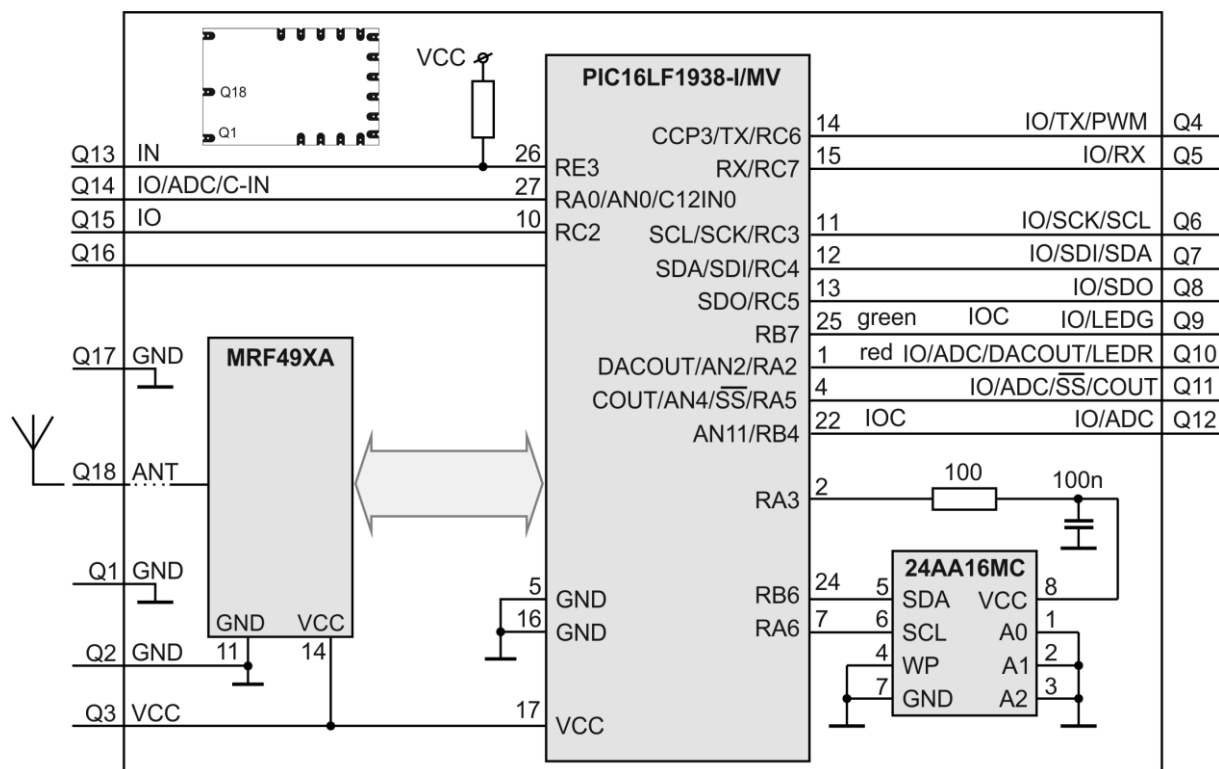 Q18
Q1
VCC
PIC16LF1938-I/MV
CCP3/TX/RC6 14 IO/TX/PWM Q4
RX/RC7 15 IO/RX Q5
Q13 IN 26 RE3
Q14 IO/ADC/C-IN 27 RA0/AN0/C12IN0
Q15 IO 10 RC2
Q16
SCL/SCK/RC3 11 IO/SCK/SCL Q6
SDA/SDI/RC4 12 IO/SDI/SDA Q7
SDO/RC5 13 IO/SDO Q8
RB7 25 green IOC IO/LEDG Q9
DACOUT/AN2/RA2 1 red IO/ADC/DACOUT/LEDR Q10
COUT/AN4/S̅S̅/RA5 4 IO/ADC/S̅S̅/COUT Q11
AN11/RB4 22 IOC IO/ADC Q12
Q17 GND
MRF49XA
Q18 ANT
RA3 2 100 100n
Q1 GND
GND VCC
11 14
Q2 GND
Q3 VCC 17 VCC
5 GND
16 GND
RB6 24
RA6 7
24AA16MC
5 SDA VCC 8
6 SCL A0 1
4 WP A1 2
7 GND A2 3